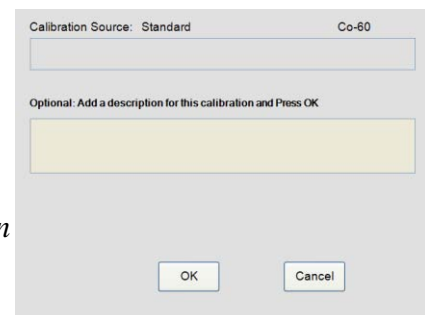 Calibration Source: Standard Co-60
Optional: Add a description for this calibration and Press OK
n
OK Cancel